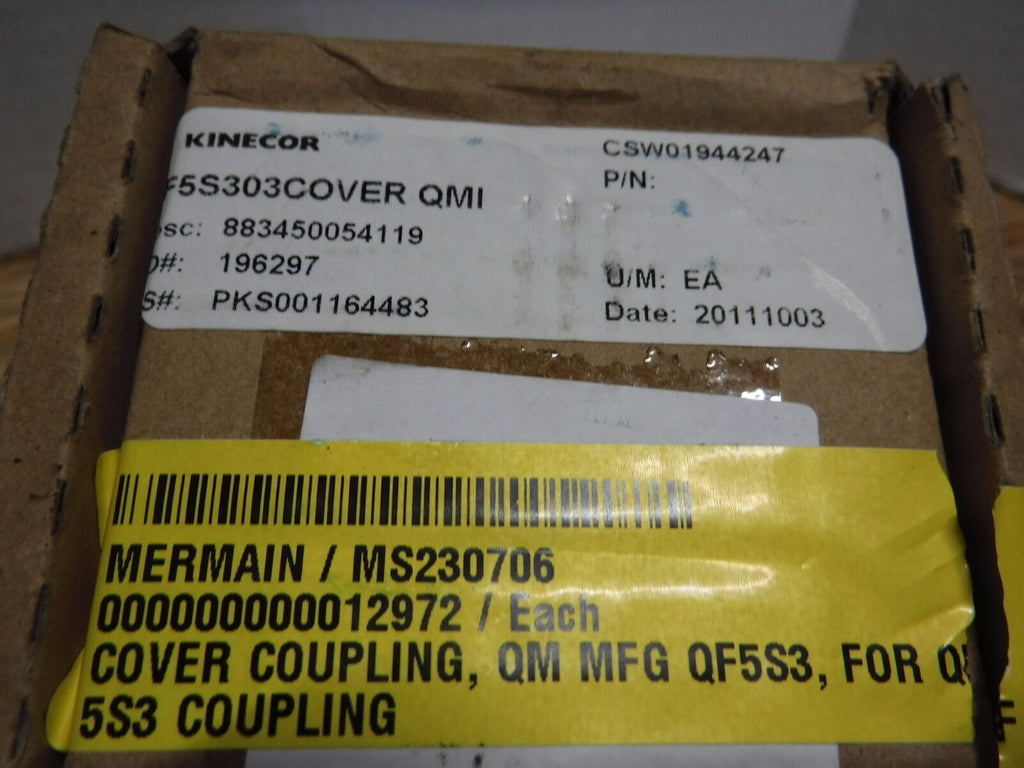 KINECOR
CSW01944247
F5S303COVER QMI
P/N:
883450054119
196297
U/M: EA
S#: PKS001164483
Date: 20111003
MERMAIN / MS230706
000000000012972 / Each
COVER COUPLING, QM MFG QF5S3, FOR
5S3 COUPLING